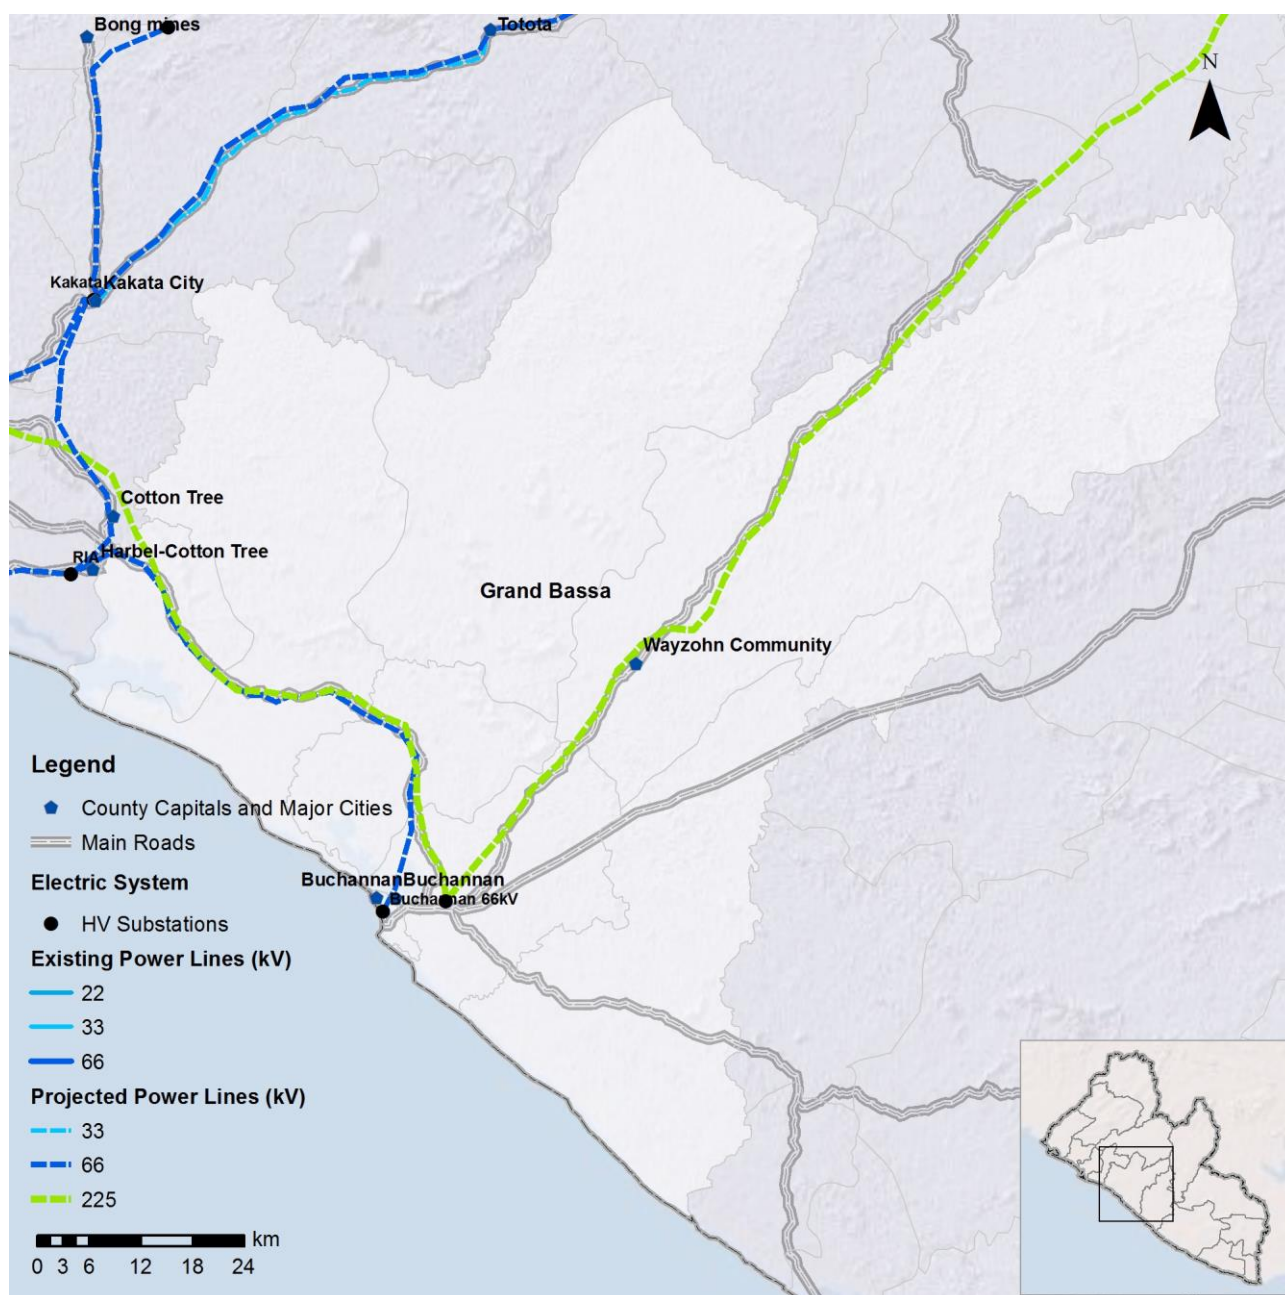 Bong mines
Totota
N
Kakata
Kakata City
Cotton Tree
RIA
Harbel-Cotton Tree
Grand Bassa
Wayzohn Community
Legend
County Capitals and Major Cities
Main Roads
Buchannan
Buchannan
Electric System
Buchannan 66kV
HV Substations
Existing Power Lines (kV)
22
33
66
Projected Power Lines (kV)
33
66
225
km
0 3 6 12 18 24